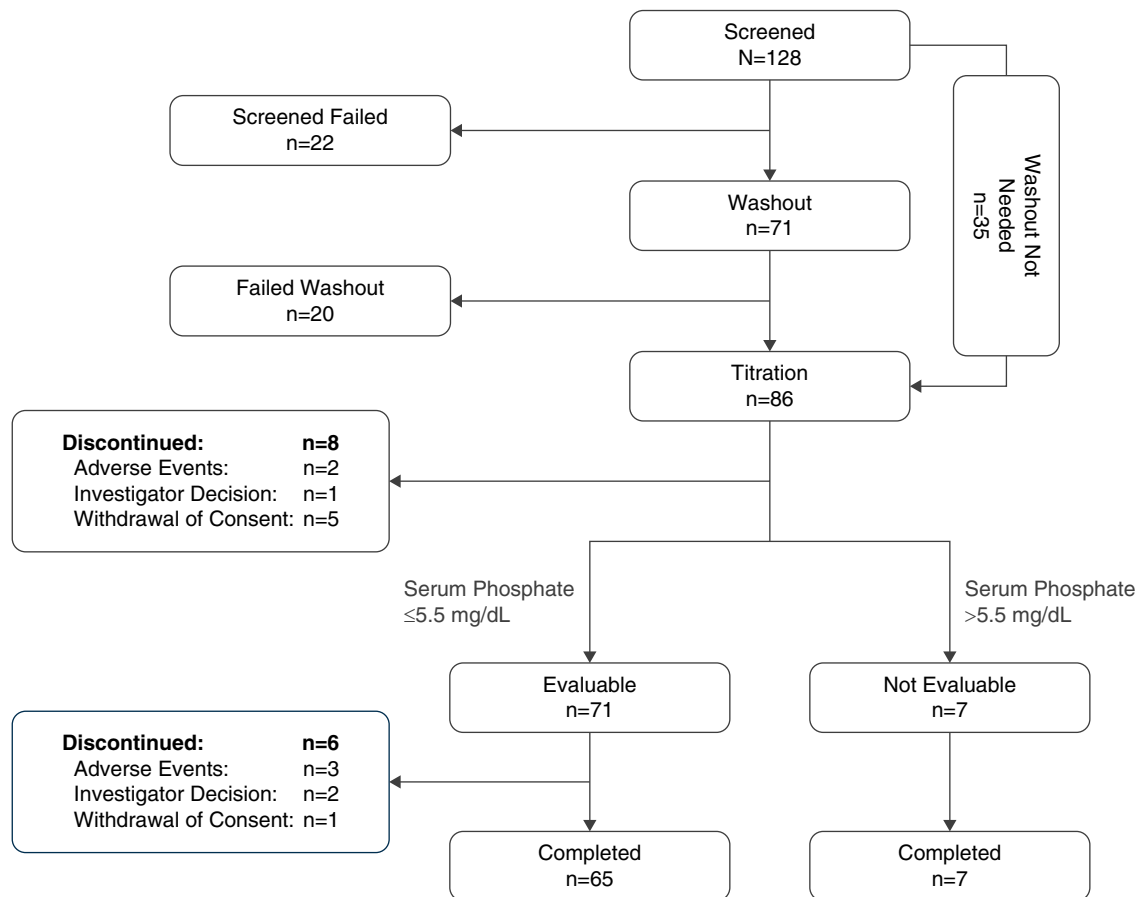 Screened
N=128
Screened Failed
n=22
Washout Not
Needed
n=35
Washout
n=71
Failed Washout
n=20
Titration
n=86
Discontinued: n=8
Adverse Events: n=2
Investigator Decision: n=1
Withdrawal of Consent: n=5
Serum Phosphate
≤5.5 mg/dL
Serum Phosphate
>5.5 mg/dL
Evaluable
n=71
Not Evaluable
n=7
Discontinued: n=6
Adverse Events: n=3
Investigator Decision: n=2
Withdrawal of Consent: n=1
Completed
n=65
Completed
n=7